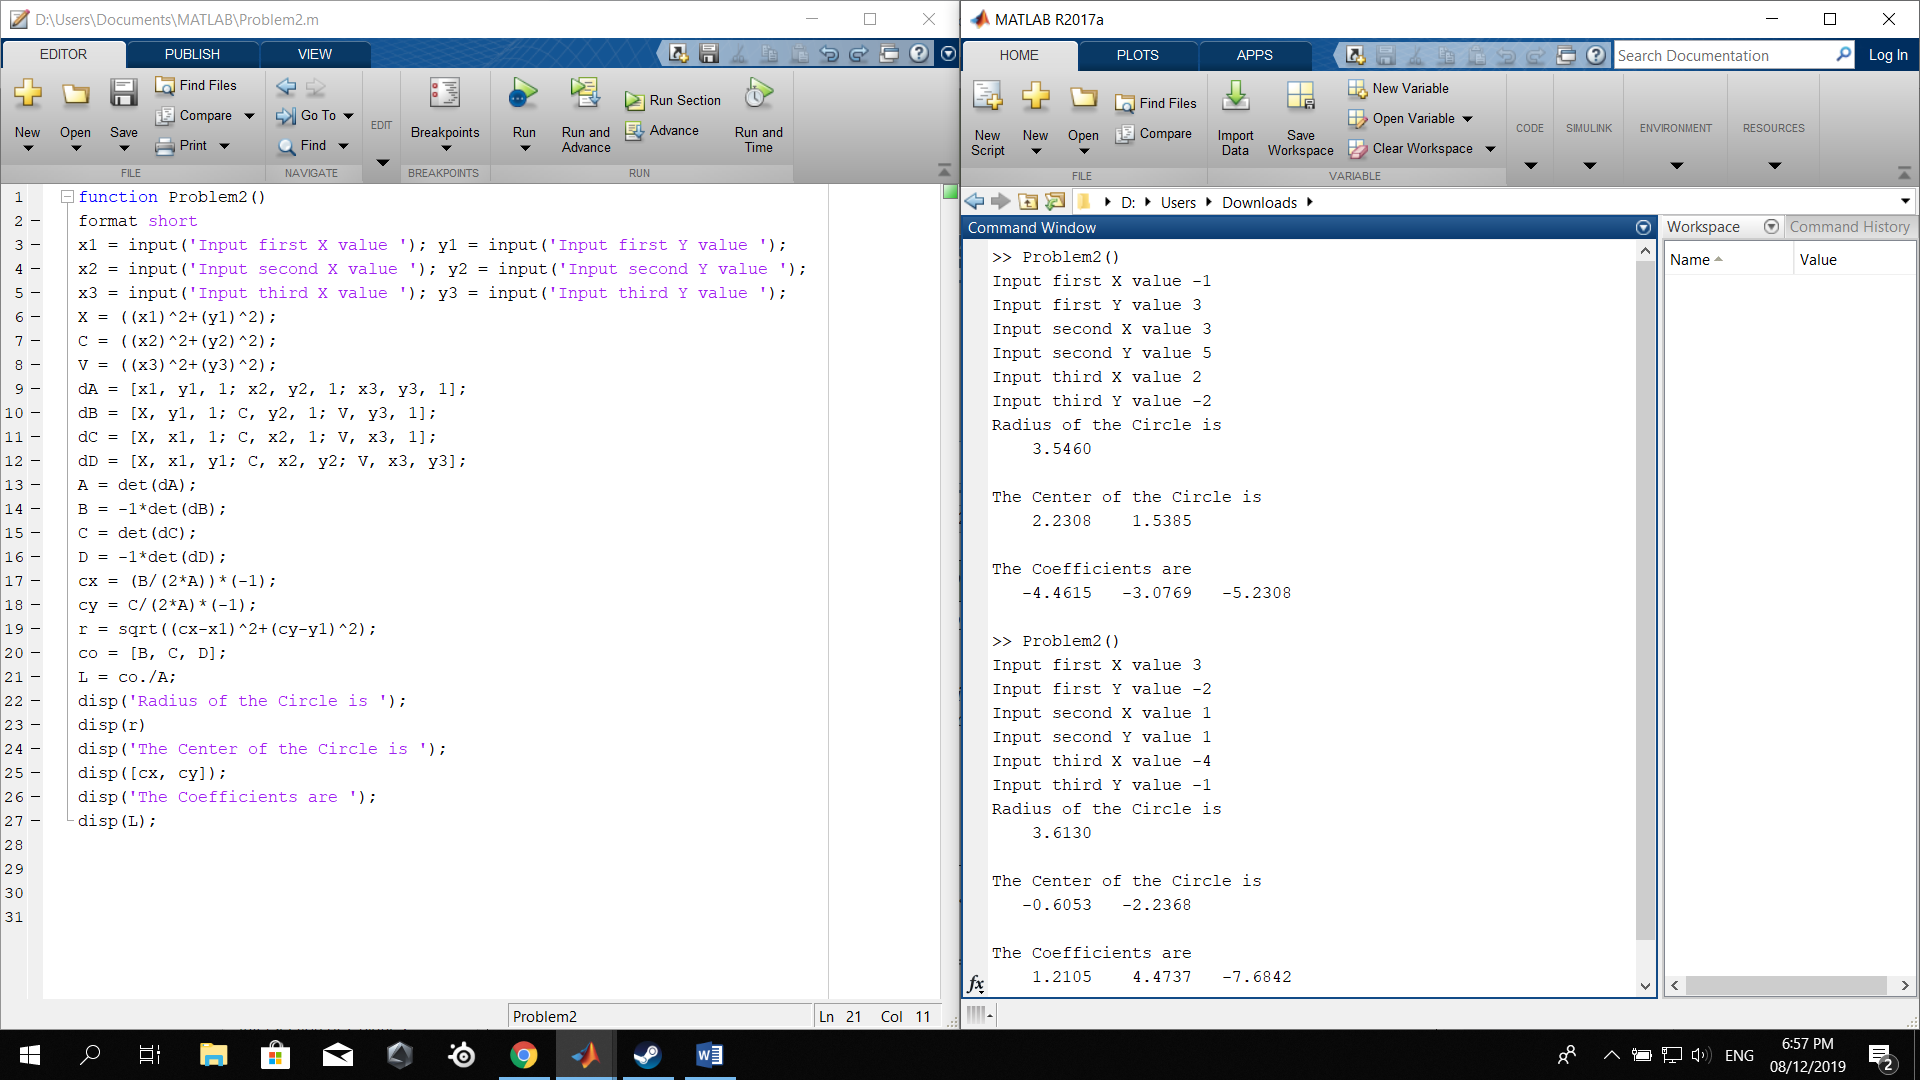 D:\Users\Documents\MATLAB\Problem2.m
EDITOR PUBLISH VIEW
New Open Save
Find Files
Compare
Print
FILE
Go To
Find
NAVIGATE
EDIT
Breakpoints
BREAKPOINTS
Run
Run and Advance
Run Section
Advance
Run and Time
RUN
1 function Problem2()
2 format short
3 x1 = input('Input first X value '); y1 = input('Input first Y value ');
4 x2 = input('Input second X value '); y2 = input('Input second Y value ');
5 x3 = input('Input third X value '); y3 = input('Input third Y value ');
6 X = ((x1)^2+(y1)^2);
7 C = ((x2)^2+(y2)^2);
8 V = ((x3)^2+(y3)^2);
9 dA = [x1, y1, 1; x2, y2, 1; x3, y3, 1];
10 dB = [X, y1, 1; C, y2, 1; V, y3, 1];
11 dC = [X, x1, 1; C, x2, 1; V, x3, 1];
12 dD = [X, x1, y1; C, x2, y2; V, x3, y3];
13 A = det(dA);
14 B = -1*det(dB);
15 C = det(dC);
16 D = -1*det(dD);
17 cx = (B/(2*A))*(-1);
18 cy = C/(2*A)*(-1);
19 r = sqrt((cx-x1)^2+(cy-y1)^2);
20 co = [B, C, D];
21 L = co./A;
22 disp('Radius of the Circle is ');
23 disp(r)
24 disp('The Center of the Circle is ');
25 disp([cx, cy]);
26 disp('The Coefficients are ');
27 disp(L);
28
29
30
31
Problem2
Ln 21 Col 11
MATLAB R2017a
HOME PLOTS APPS
Search Documentation
Log In
New Script
New
Open
Find Files
Compare
FILE
Import Data
Save Workspace
New Variable
Open Variable
Clear Workspace
VARIABLE
CODE
SIMULINK
ENVIRONMENT
RESOURCES
D: Users Downloads
Command Window
>> Problem2()
Input first X value -1
Input first Y value 3
Input second X value 3
Input second Y value 5
Input third X value 2
Input third Y value -2
Radius of the Circle is
3.5460
The Center of the Circle is
2.2308 1.5385
The Coefficients are
-4.4615 -3.0769 -5.2308
>> Problem2()
Input first X value 3
Input first Y value -2
Input second X value 1
Input second Y value 1
Input third X value -4
Input third Y value -1
Radius of the Circle is
3.6130
The Center of the Circle is
-0.6053 -2.2368
The Coefficients are
1.2105 4.4737 -7.6842
fx
Workspace
Command History
Name Value
ENG
6:57 PM
08/12/2019
2